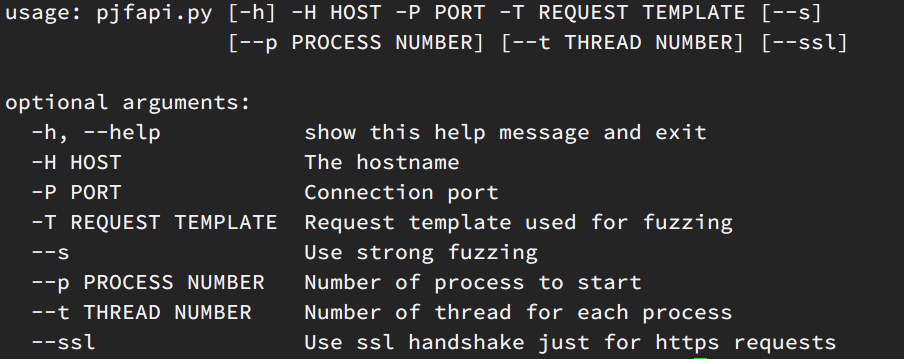 usage: pjfapi.py [-h] -H HOST -P PORT -T REQUEST TEMPLATE [--s]
[--p PROCESS NUMBER] [--t THREAD NUMBER] [--ssl]
optional arguments:
-h, --help show this help message and exit
-H HOST The hostname
-P PORT Connection port
-T REQUEST TEMPLATE Request template used for fuzzing
--s Use strong fuzzing
--p PROCESS NUMBER Number of process to start
--t THREAD NUMBER Number of thread for each process
--ssl Use ssl handshake just for https requests